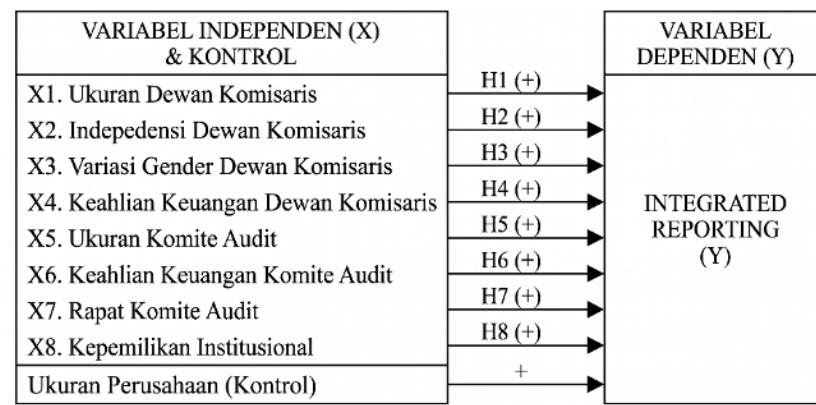 VARIABEL INDEPENDEN (X)
& KONTROL
VARIABEL
DEPENDEN (Y)
X1. Ukuran Dewan Komisaris
H1 (+)
X2. Indepedensi Dewan Komisaris
H2 (+)
X3. Variasi Gender Dewan Komisaris
H3 (+)
X4. Keahlian Keuangan Dewan Komisaris
H4 (+)
X5. Ukuran Komite Audit
H5 (+)
X6. Keahlian Keuangan Komite Audit
H6 (+)
X7. Rapat Komite Audit
H7 (+)
X8. Kepemilikan Institusional
H8 (+)
Ukuran Perusahaan (Kontrol)
+
INTEGRATED
REPORTING
(Y)